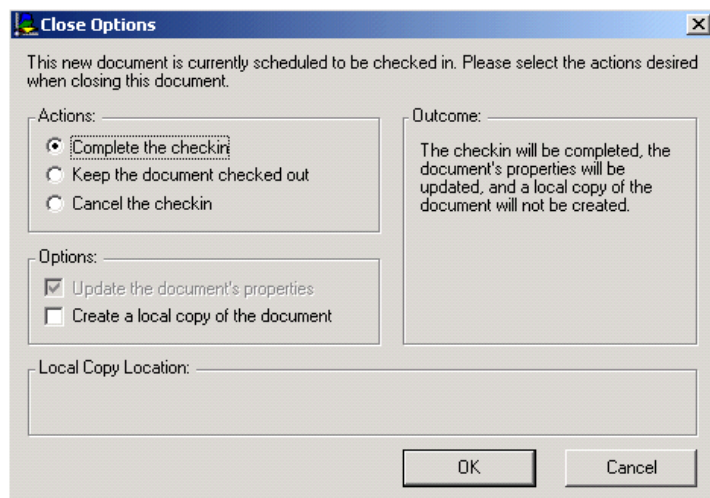 Close Options
This new document is currently scheduled to be checked in. Please select the actions desired
when closing this document.
Actions:
Complete the checkin
Keep the document checked out
Cancel the checkin
Outcome:
The checkin will be completed, the
document's properties will be
updated, and a local copy of the
document will not be created.
Options:
Update the document's properties
Create a local copy of the document
Local Copy Location:
OK
Cancel